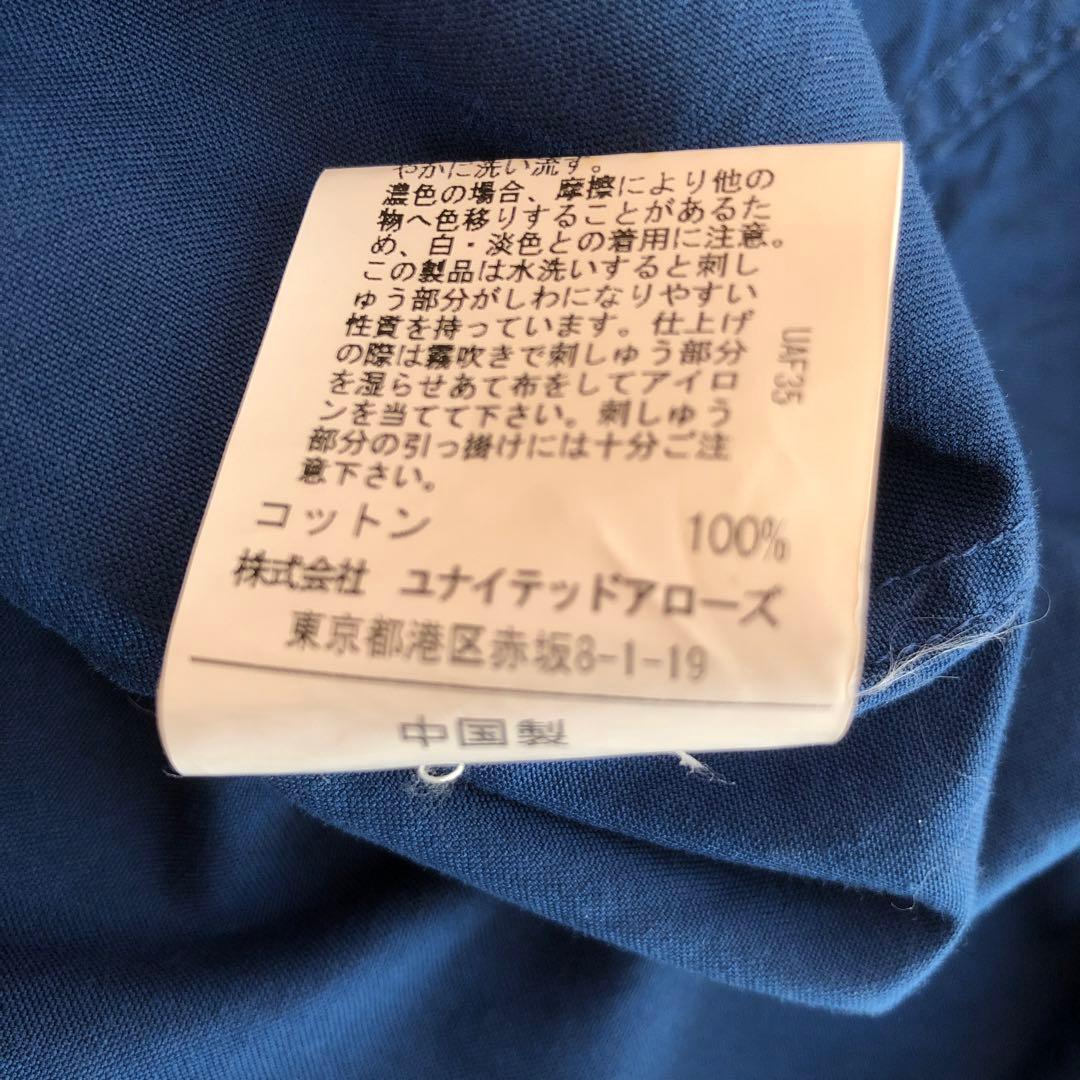 やかに洗い流す。
濃色の場合、摩擦により他の
物へ色移りすることがあるた
め、白・淡色との着用に注意。
この製品は水洗いすると刺し
ゅう部分がしわになりやすい
性質を持っています。仕上げ
の際は霧吹きで刺しゅう部分
を湿らせあて布をしてアイロ
ンを当てて下さい。刺しゅう
部分の引っ掛けには十分ご注
意下さい。
コットン 100%
株式会社 ユナイテッドアローズ
東京都港区赤坂8-1-19
中国製
UAF35